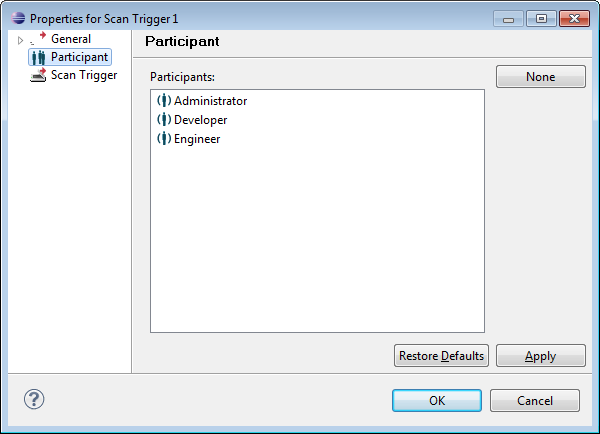 Properties for Scan Trigger 1
General
Participant
Scan Trigger
Participant
Participants:
None
Administrator
Developer
Engineer
Restore Defaults
Apply
?
OK
Cancel